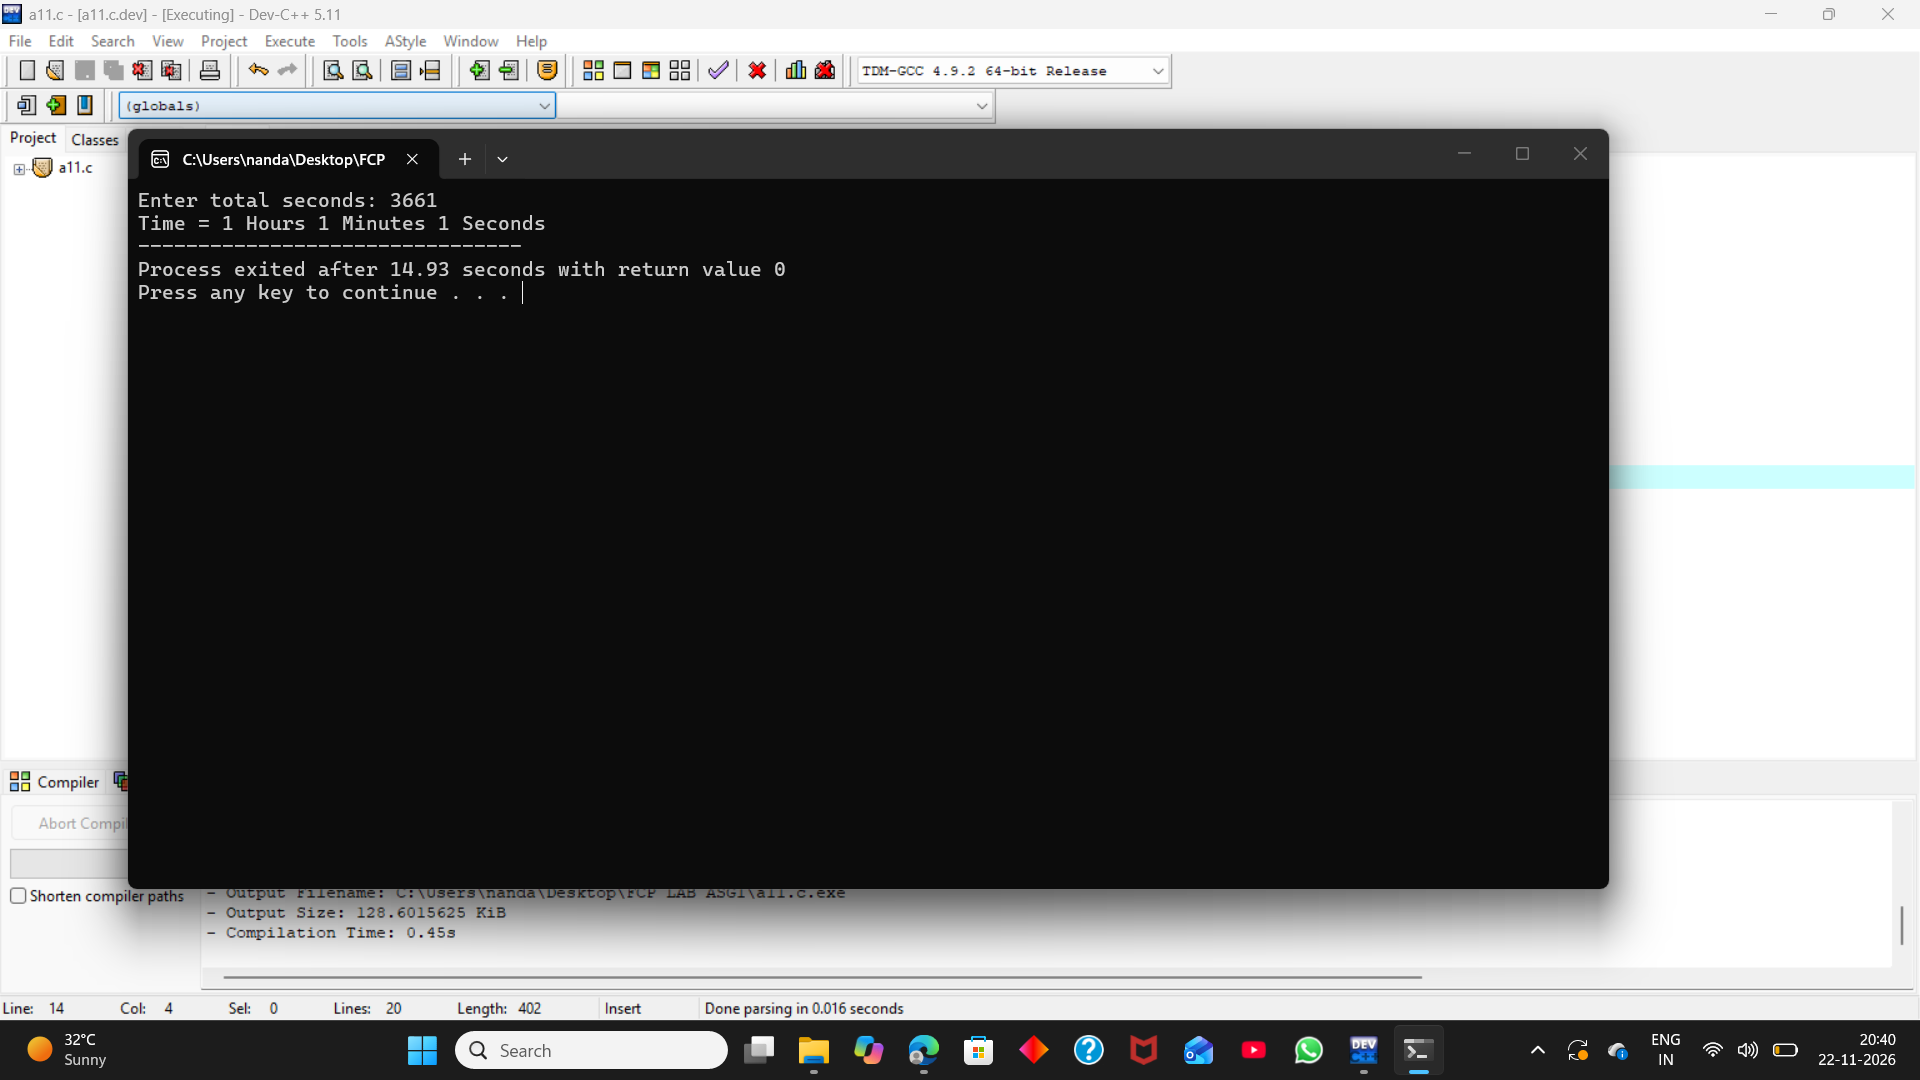 a11.c - [a11.c.dev] - [Executing] - Dev-C++ 5.11
File Edit Search View Project Execute Tools AStyle Window Help
TDM-GCC 4.9.2 64-bit Release
(globals)
Project Classes
a11.c
C:\Users\nanda\Desktop\FCP
Enter total seconds: 3661
Time = 1 Hours 1 Minutes 1 Seconds
--------------------------------
Process exited after 14.93 seconds with return value 0
Press any key to continue . . .
Compiler
Abort Compil
Shorten compiler paths
- Output Filename: C:\Users\nanda\Desktop\FCP LAB ASG1\a11.c.exe
- Output Size: 128.6015625 KiB
- Compilation Time: 0.45s
Line: 14 Col: 4 Sel: 0 Lines: 20 Length: 402 Insert Done parsing in 0.016 seconds
32°C
Sunny
Search
DEV
ENG
IN
20:40
22-11-2026